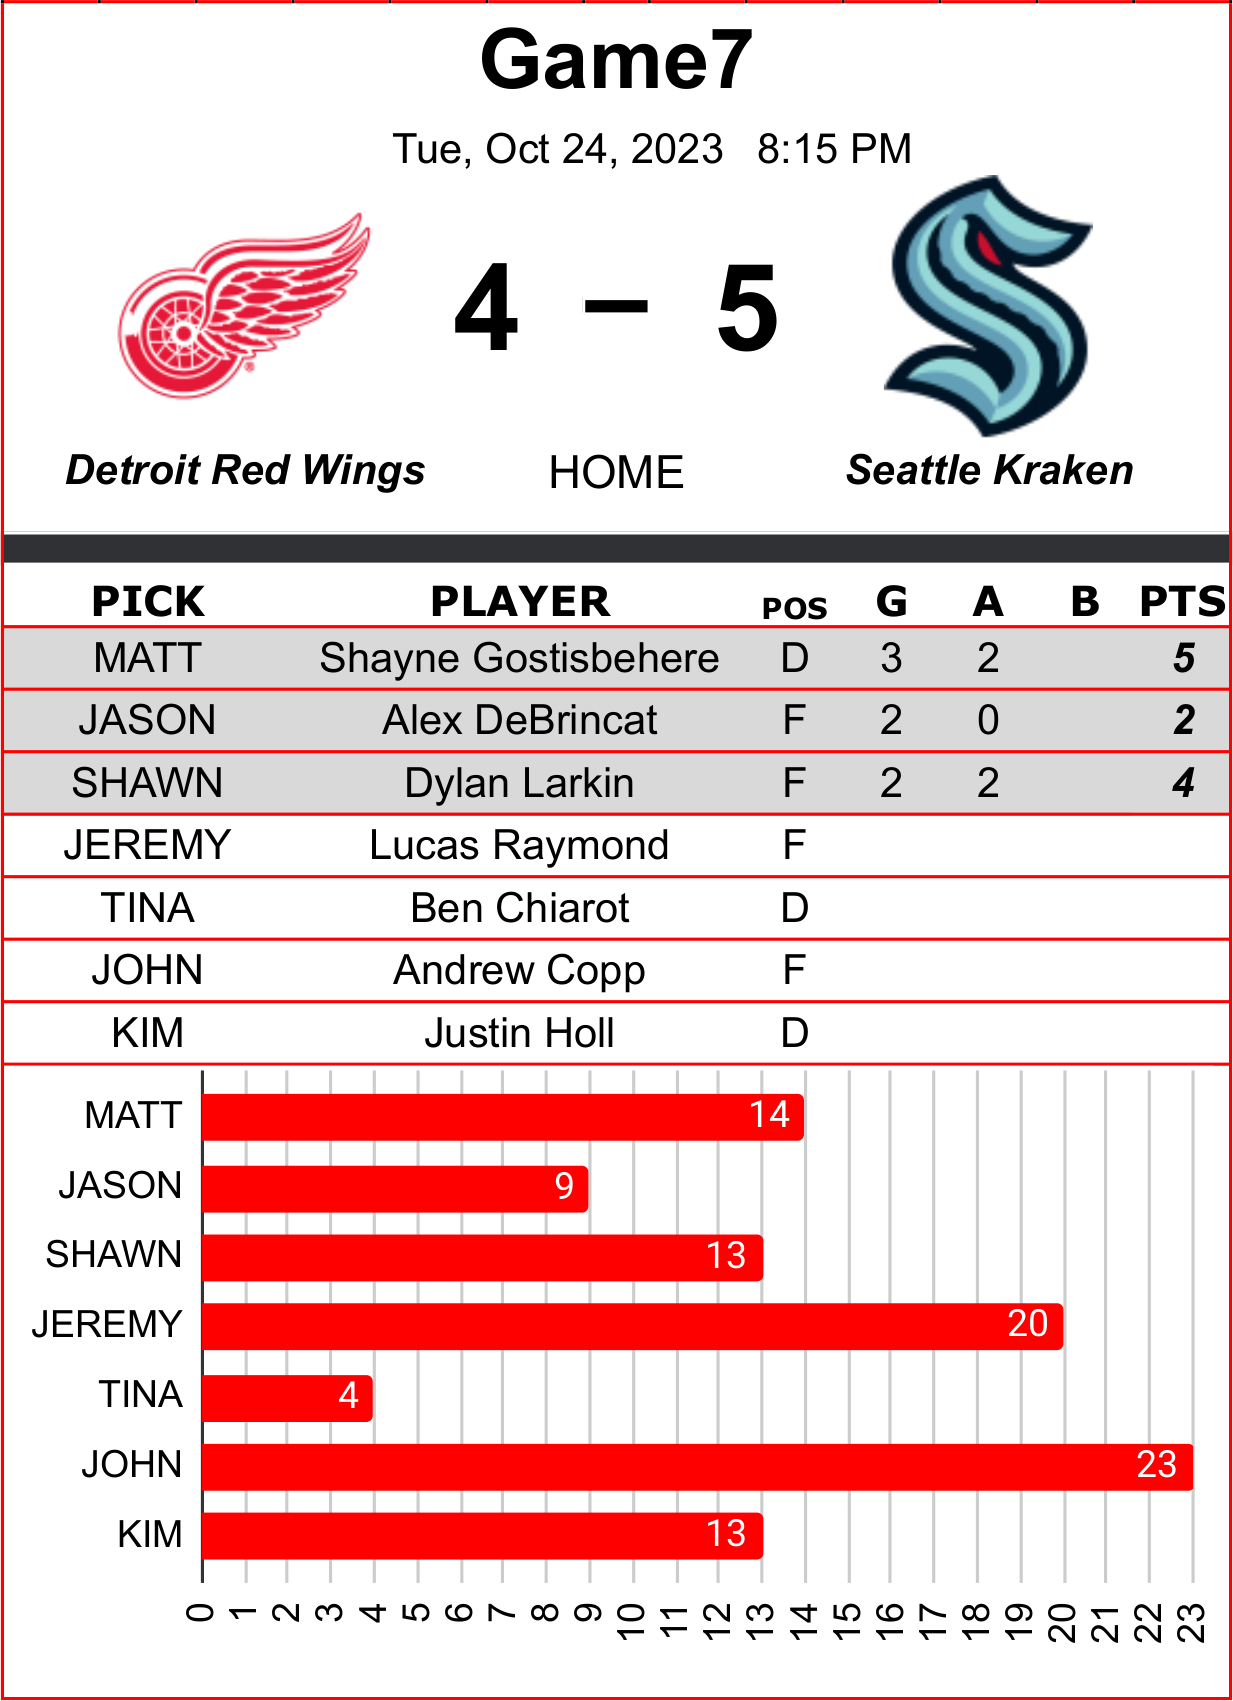 Game7
Tue, Oct 24, 2023 8:15 PM
4 – 5
®
Detroit Red Wings HOME Seattle Kraken
PICK PLAYER POS G A B PTS
MATT Shayne Gostisbehere D 3 2 5
JASON Alex DeBrincat F 2 0 2
SHAWN Dylan Larkin F 2 2 4
JEREMY Lucas Raymond F
TINA Ben Chiarot D
JOHN Andrew Copp F
KIM Justin Holl D
MATT 14
JASON 9
SHAWN 13
JEREMY 20
TINA 4
JOHN 23
KIM 13
0 1 2 3 4 5 6 7 8 9 10 11 12 13 14 15 16 17 18 19 20 21 22 23